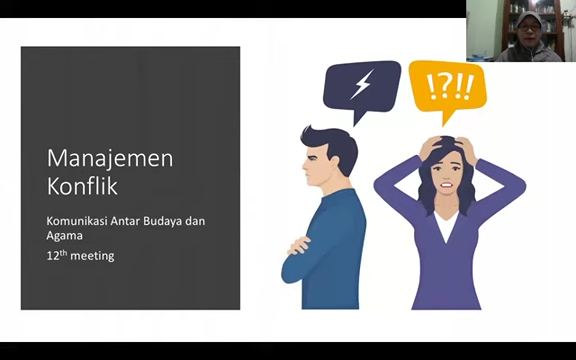 Manajemen
Konflik
Komunikasi Antar Budaya dan
Agama
12th meeting
!?!!